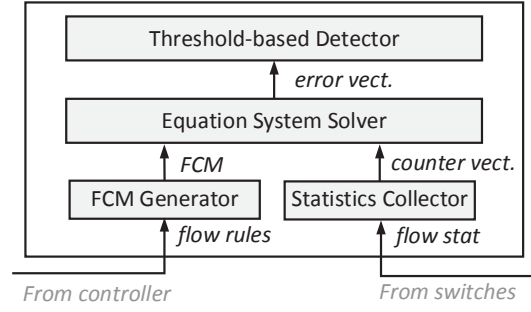 Threshold-based Detector
error vect.
Equation System Solver
FCM
counter vect.
FCM Generator
Statistics Collector
flow rules
flow stat
From controller
From switches